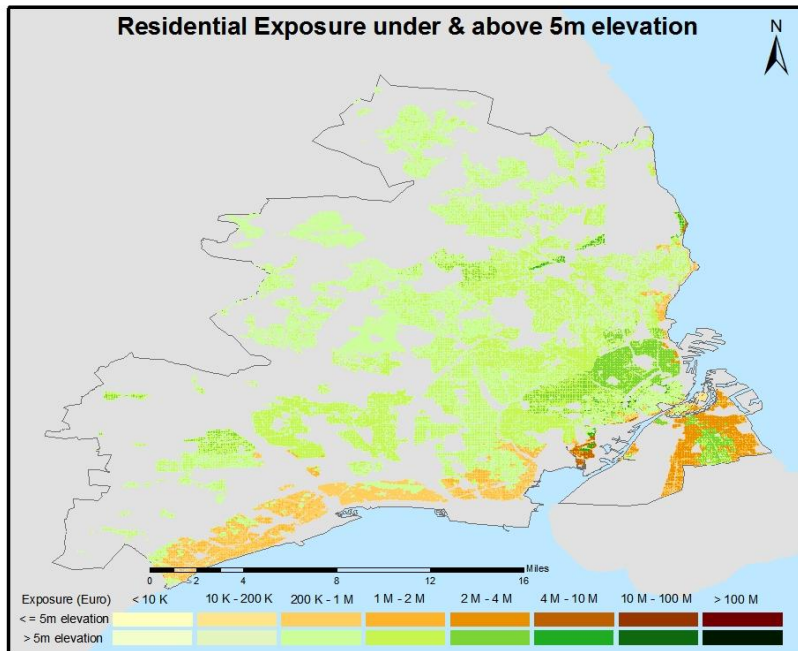 Residential Exposure under & above 5m elevation
N
Miles
0 2 4 8 12 16
Exposure (Euro) < 10 K 10 K - 200 K 200 K - 1 M 1 M - 2 M 2 M - 4 M 4 M - 10 M 10 M - 100 M > 100 M
< = 5m elevation
> 5m elevation